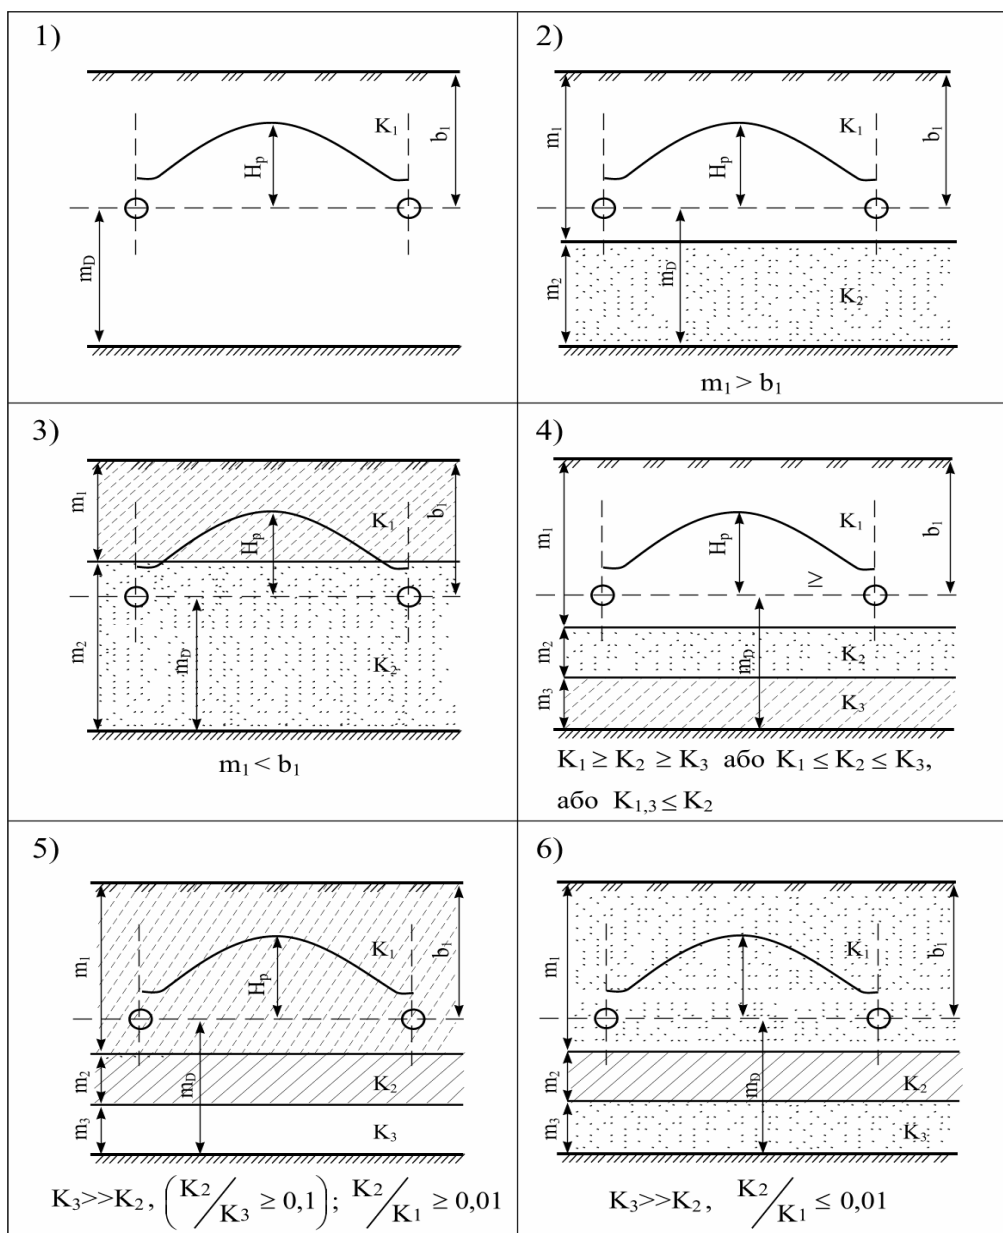 1)
K₁
b₁
H_p
m_D
2)
K₁
b₁
m₁
H_p
m₂
m_D
K₂
m₁ > b₁
3)
m₁
K₁
b₁
H_p
m₂
m_D
K₂
m₁ < b₁
4)
m₁
K₁
b₁
H_p
≥
m₂
m_D
K₂
m₃
K₃
K₁ ≥ K₂ ≥ K₃ або K₁ ≤ K₂ ≤ K₃,
або K₁,₃ ≤ K₂
5)
m₁
K₁
b₁
H_p
m₂
m_D
K₂
m₃
K₃
K₃>>K₂, (K₂/K₃ ≥ 0,1); K₂/K₁ ≥ 0,01
6)
m₁
K₁
b₁
m₂
m_D
K₂
m₃
K₃
K₃>>K₂, K₂/K₁ ≤ 0,01